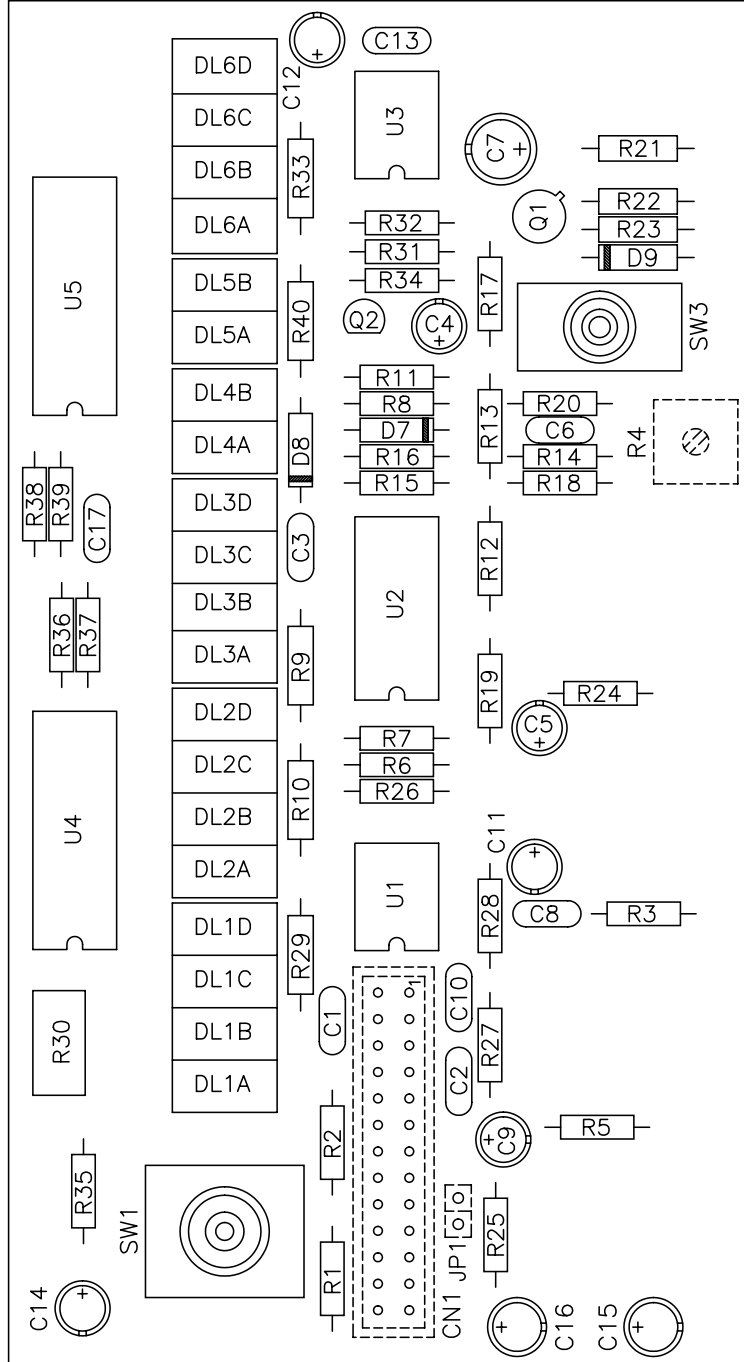 C13
C12
DL6D
DL6C
DL6B
DL6A
U3
C7
R21
R33
R22
R23
D9
Q1
R32
R31
R34
U5
DL5B
DL5A
R40
R17
Q2
C4
SW3
DL4B
DL4A
R11
R8
D7
R16
R15
D8
R13
R20
C6
R14
R18
R4
R38
R39
C17
DL3D
DL3C
DL3B
DL3A
C3
U2
R12
R36
R37
R9
R19
R24
C5
DL2D
DL2C
DL2B
DL2A
R10
R7
R6
R26
U4
C11
U1
R28
C8
R3
DL1D
DL1C
DL1B
DL1A
R29
1
C10
R30
C1
R27
C2
C9
R5
R2
R35
SW1
R25
JP1
R1
CN1
C14
C16
C15